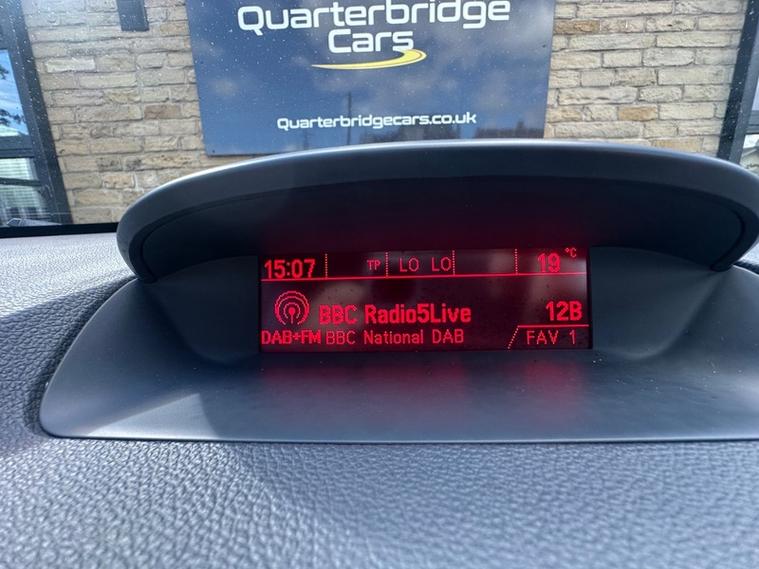 Quarterbridge
Cars
Quarterbridgecars.co.uk
15:07 TP LO LO 19 °C
BBC Radio5Live 12B
DAB+FM BBC National DAB FAV 1